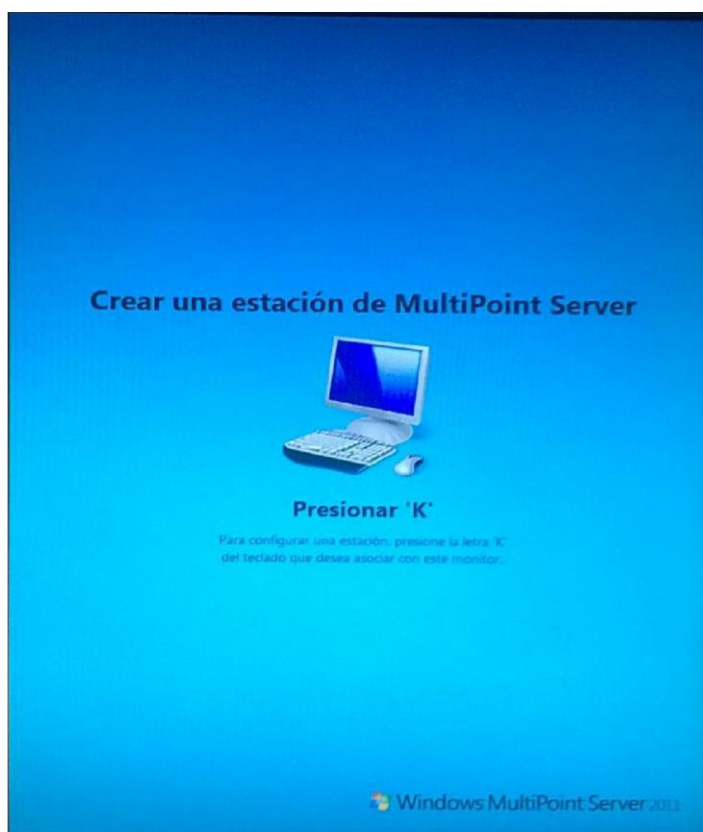 Crear una estación de MultiPoint Server
Presionar 'K'
Para configurar una estación, presione la letra 'K'
del teclado que desea asociar con este monitor.
Windows MultiPoint Server 2011